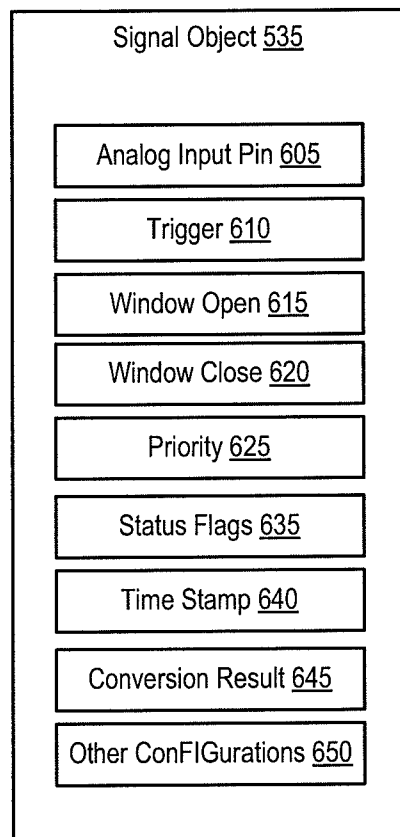 Signal Object 535
Analog Input Pin 605
Trigger 610
Window Open 615
Window Close 620
Priority 625
Status Flags 635
Time Stamp 640
Conversion Result 645
Other ConFIGurations 650